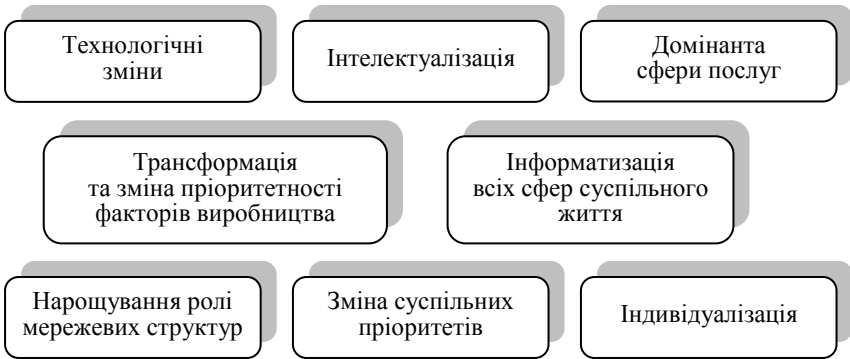 Технологічні
зміни
Інтелектуалізація
Домінанта
сфери послуг
Трансформація
та зміна пріоритетності
факторів виробництва
Інформатизація
всіх сфер суспільного
життя
Нарощування ролі
мережевих структур
Зміна суспільних
пріоритетів
Індивідуалізація